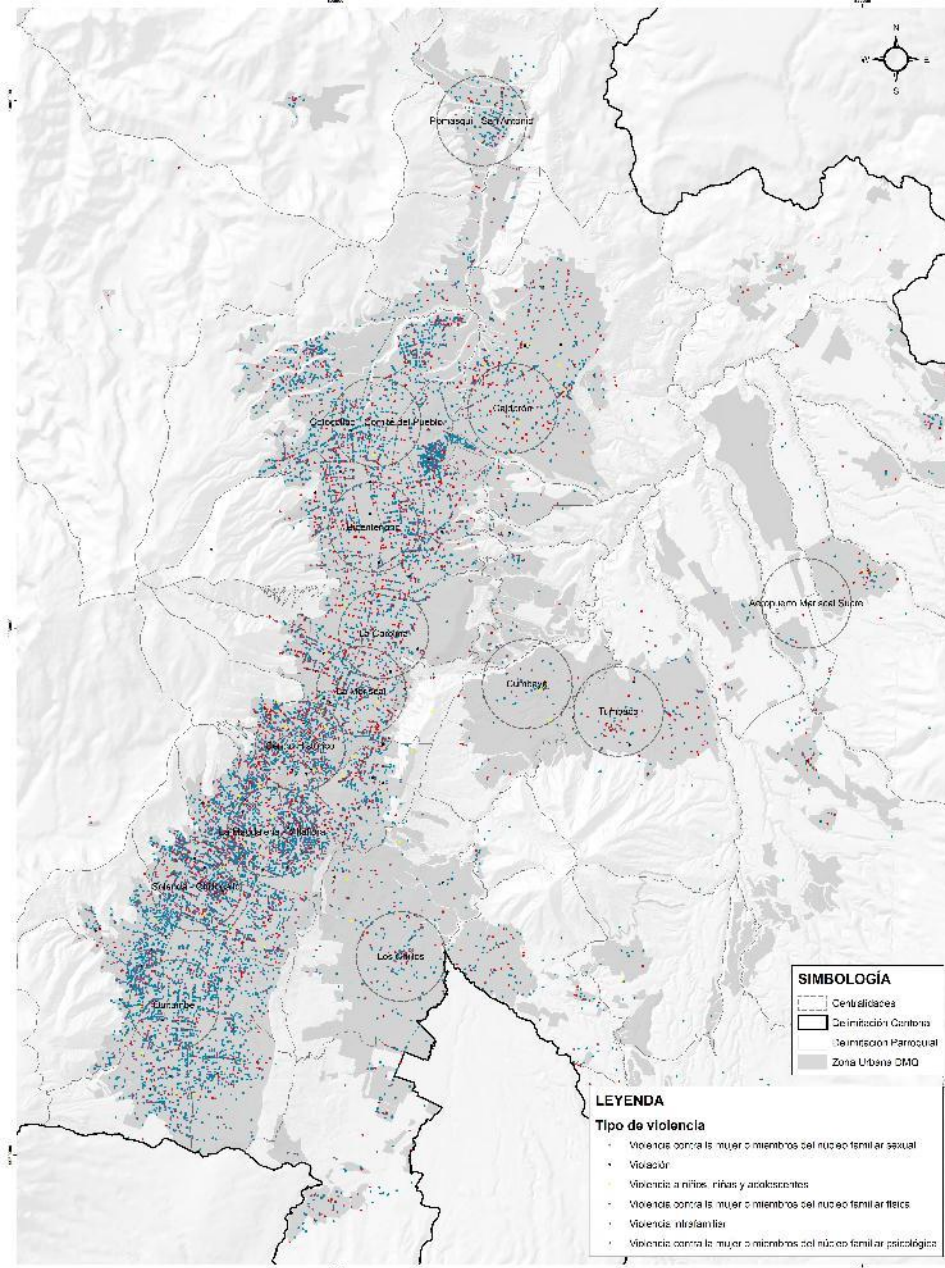 N
W E
S
Pomasqui - San Antonio
Calderón
Cotocollao - Comité del Pueblo
Bicentenario
Aeropuerto Mariscal Sucre
La Carolina
Cumbayá
La Mariscal
Tumbaco
Centro Histórico
La Magdalena - Villaflora
Solanda -
Los Chillos
Quitumbe
SIMBOLOGÍA
Centralidades
Delimitación Cantonal
Delimitación Parroquial
Zona Urbana DMQ
LEYENDA
Tipo de violencia
Violencia contra la mujer o miembros del núcleo familiar sexual
Violación
Violencia a niños, niñas y adolescentes
Violencia contra la mujer o miembros del núcleo familiar física
Violencia intrafamiliar
Violencia contra la mujer o miembros del núcleo familiar psicológica